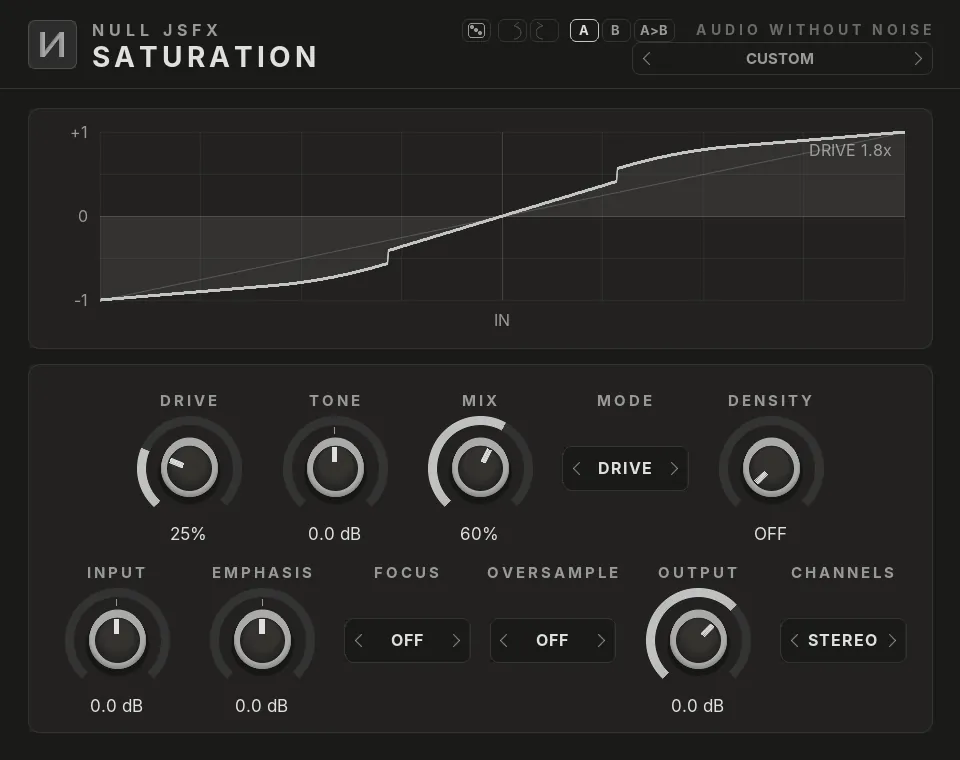 NULL JSFX
SATURATION
A B A>B AUDIO WITHOUT NOISE
CUSTOM
+1
DRIVE 1.8x
0
-1
IN
DRIVE TONE MIX MODE DENSITY
DRIVE
25% 0.0 dB 60% OFF
INPUT EMPHASIS FOCUS OVERSAMPLE OUTPUT CHANNELS
OFF OFF STEREO
0.0 dB 0.0 dB 0.0 dB